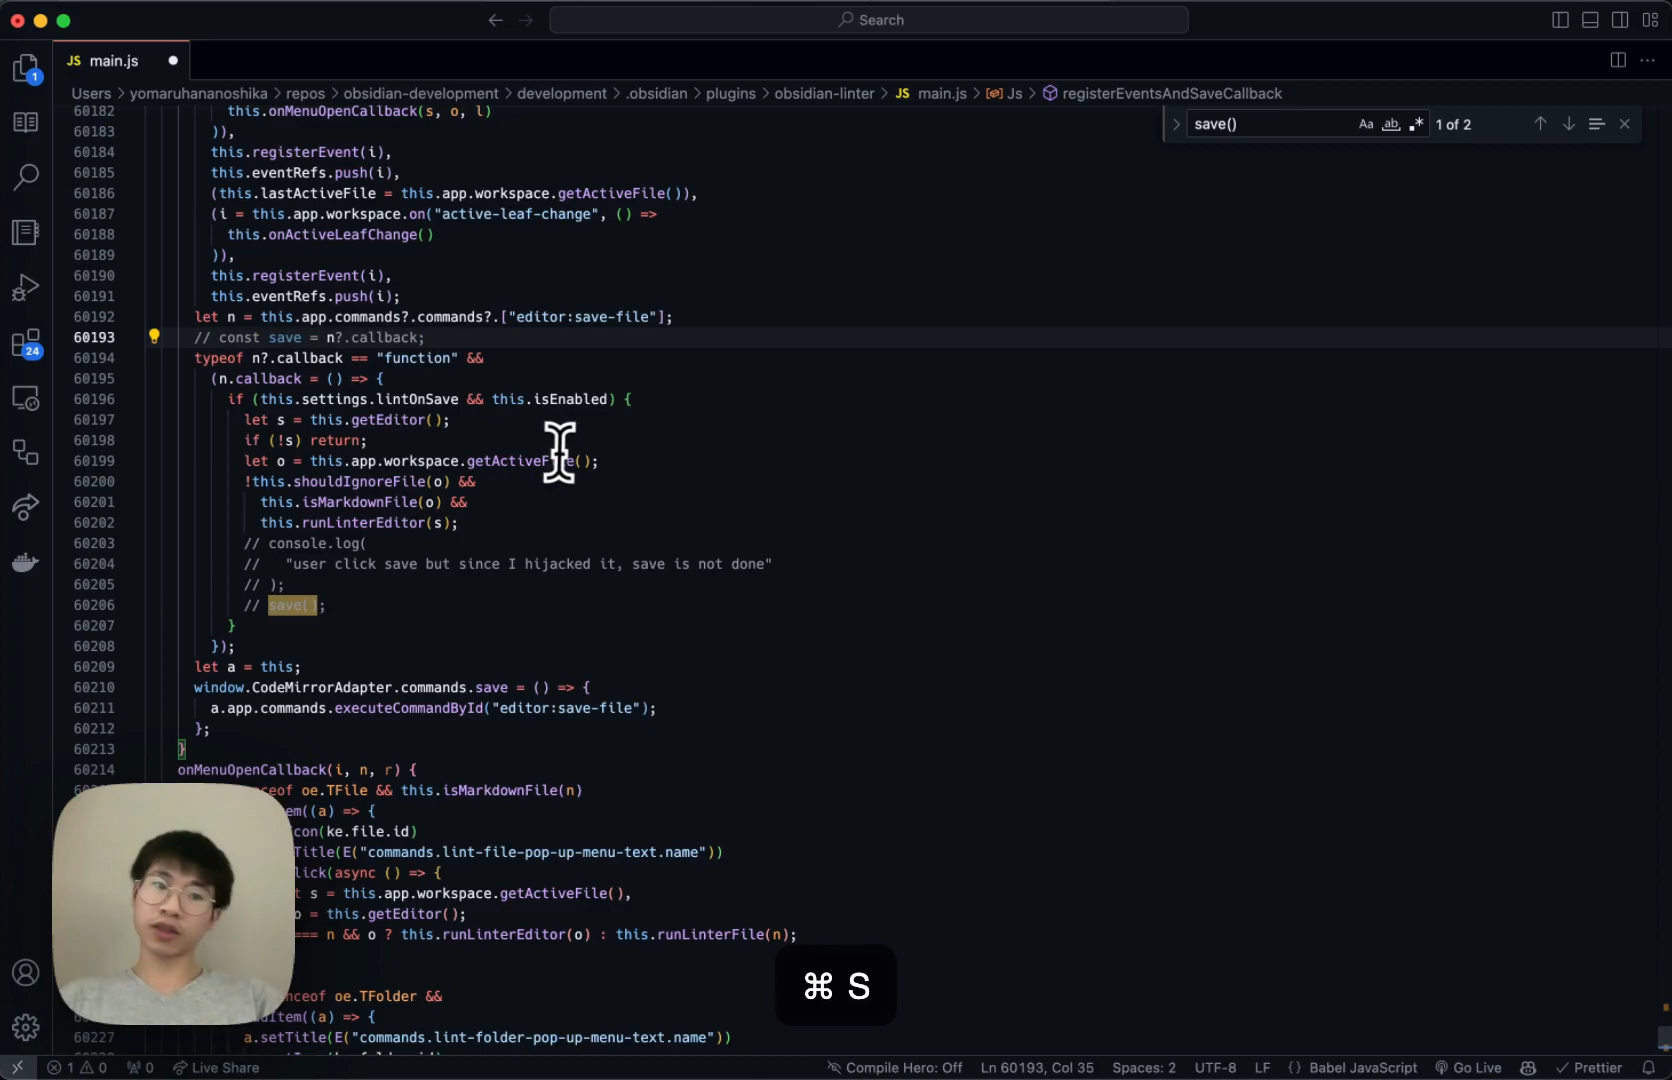 Search
JS main.js
Users > yomaruhananoshika > repos > obsidian-development > development > .obsidian > plugins > obsidian-linter > JS main.js > Js > registerEventsAndSaveCallback
save() Aa ab 1 of 2
1
24
60182 this.onMenuOpenCallback(s, o, l)
60183 )),
60184 this.registerEvent(i),
60185 this.eventRefs.push(i),
60186 (this.lastActiveFile = this.app.workspace.getActiveFile()),
60187 (i = this.app.workspace.on("active-leaf-change", () =>
60188 this.onActiveLeafChange()
60189 )),
60190 this.registerEvent(i),
60191 this.eventRefs.push(i);
60192 let n = this.app.commands?.commands?.["editor:save-file"];
60193 // const save = n?.callback;
60194 typeof n?.callback == "function" &&
60195 (n.callback = () => {
60196 if (this.settings.lintOnSave && this.isEnabled) {
60197 let s = this.getEditor();
60198 if (!s) return;
60199 let o = this.app.workspace.getActiveF e();
60200 !this.shouldIgnoreFile(o) &&
60201 this.isMarkdownFile(o) &&
60202 this.runLinterEditor(s);
60203 // console.log(
60204 // "user click save but since I hijacked it, save is not done"
60205 // );
60206 // save();
60207 }
60208 });
60209 let a = this;
60210 window.CodeMirrorAdapter.commands.save = () => {
60211 a.app.commands.executeCommandById("editor:save-file");
60212 };
60213 }
60214 onMenuOpenCallback(i, n, r) {
ceof oe.TFile && this.isMarkdownFile(n)
em((a) => {
con(ke.file.id)
Title(E("commands.lint-file-pop-up-menu-text.name"))
lick(async () => {
t s = this.app.workspace.getActiveFile(),
o = this.getEditor();
=== n && o ? this.runLinterEditor(o) : this.runLinterFile(n);
⌘ S
nceof oe.TFolder &&
dItem((a) => {
60227 a.setTitle(E("commands.lint-folder-pop-up-menu-text.name"))
1 0 0 Live Share Compile Hero: Off Ln 60193, Col 35 Spaces: 2 UTF-8 LF {} Babel JavaScript Go Live Prettier